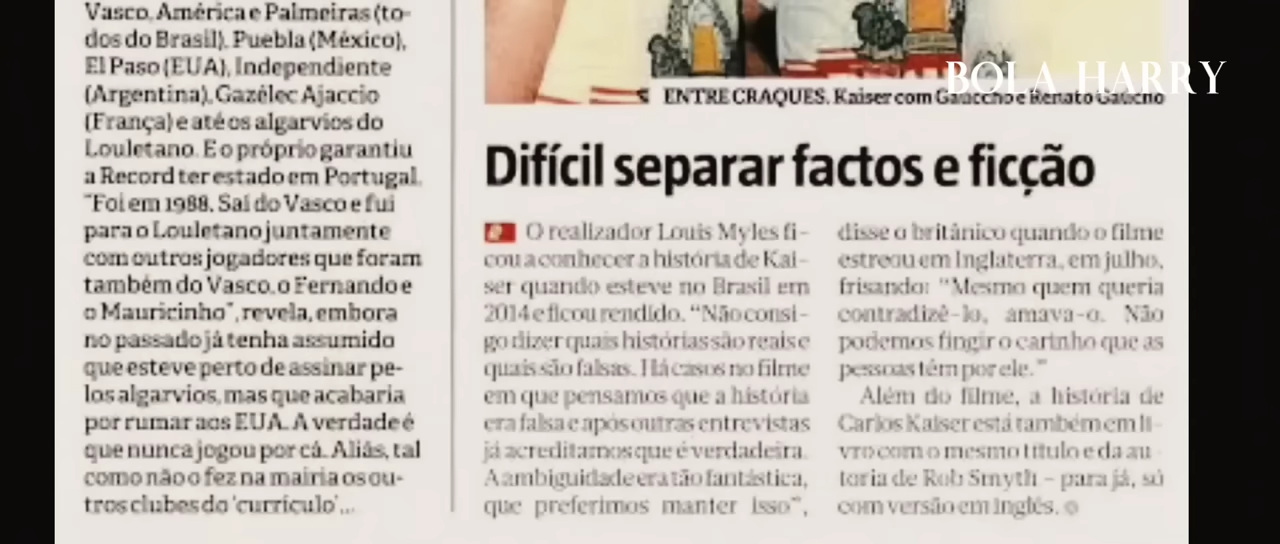 Vasco, América e Palmeiras (to-
dos do Brasil), Puebla (México),
El Paso (EUA), Independiente
(Argentina), Gazélec Ajaccio
(França) e até os algarvios do
Louletano. E o próprio garantiu
a Record ter estado em Portugal.
"Foi em 1988. Saí do Vasco e fui
para o Louletano juntamente
com outros jogadores que foram
também do Vasco, o Fernando e
o Mauricinho", revela, embora
no passado já tenha assumido
que esteve perto de assinar pe-
los algarvios, mas que acabaria
por rumar aos EUA. A verdade é
que nunca jogou por cá. Aliás, tal
como não o fez na mairia os ou-
tros clubes do 'currículo'...
BOLA HARRY
ENTRE CRAQUES. Kaiser com Gaúccho e Renato Gaúcho
Difícil separar factos e ficção
O realizador Louis Myles fi-
cou a conhecer a história de Kai-
ser quando esteve no Brasil em
2014 e ficou rendido. "Não consi-
go dizer quais histórias são reais e
quais são falsas. Há casos no filme
em que pensamos que a história
era falsa e após outras entrevistas
já acreditamos que é verdadeira.
A ambiguidade era tão fantástica,
que preferimos manter isso",
disse o britânico quando o filme
estreou em Inglaterra, em julho,
frisando: "Mesmo quem queria
contradizê-lo, amava-o. Não
podemos fingir o carinho que as
pessoas têm por ele."
Além do filme, a história de
Carlos Kaiser está também em li-
vro com o mesmo título e da au-
toria de Rob Smyth – para já, só
com versão em inglês.